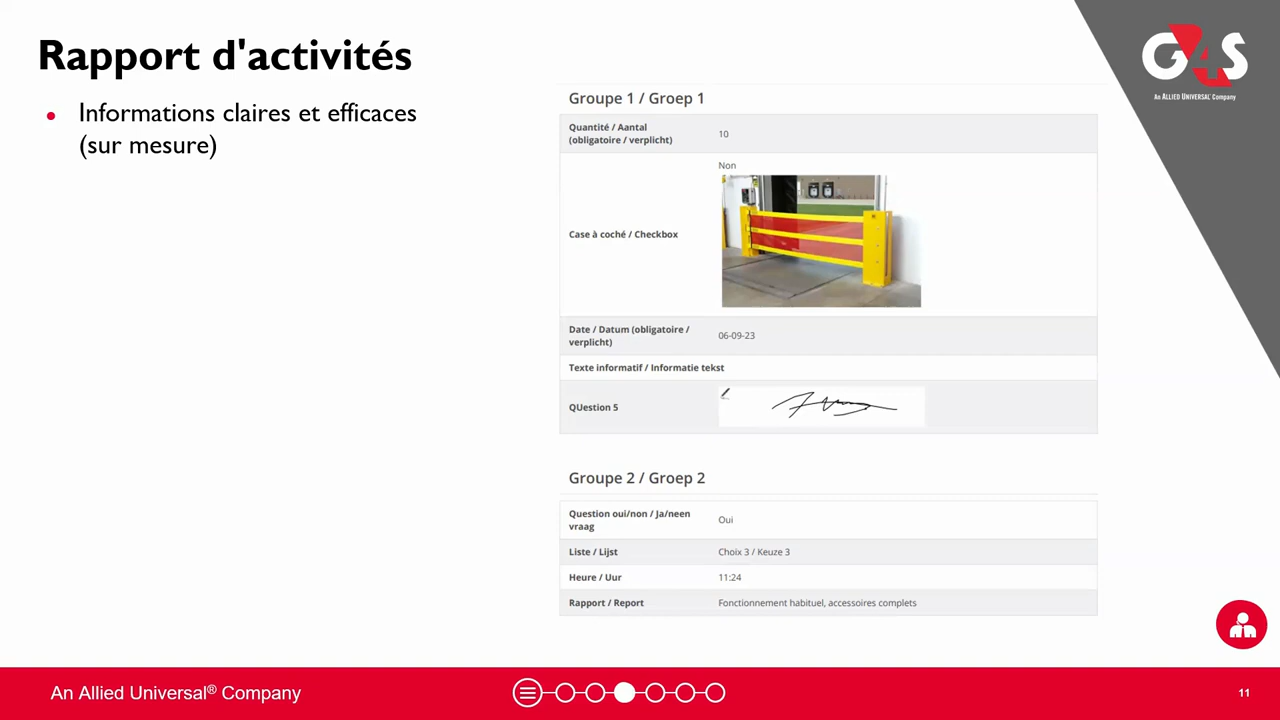 Rapport d'activités
Informations claires et efficaces
(sur mesure)
G4S
An ALLIED UNIVERSAL® Company
Groupe 1 / Groep 1
Quantité / Aantal
(obligatoire / verplicht)
10
Non
Case à coché / Checkbox
Date / Datum (obligatoire /
verplicht)
06-09-23
Texte informatif / Informatie tekst
QUestion 5
Groupe 2 / Groep 2
Question oui/non / Ja/neen
vraag
Oui
Liste / Lijst
Choix 3 / Keuze 3
Heure / Uur
11:24
Rapport / Report
Fonctionnement habituel, accessoires complets
An Allied Universal® Company
11